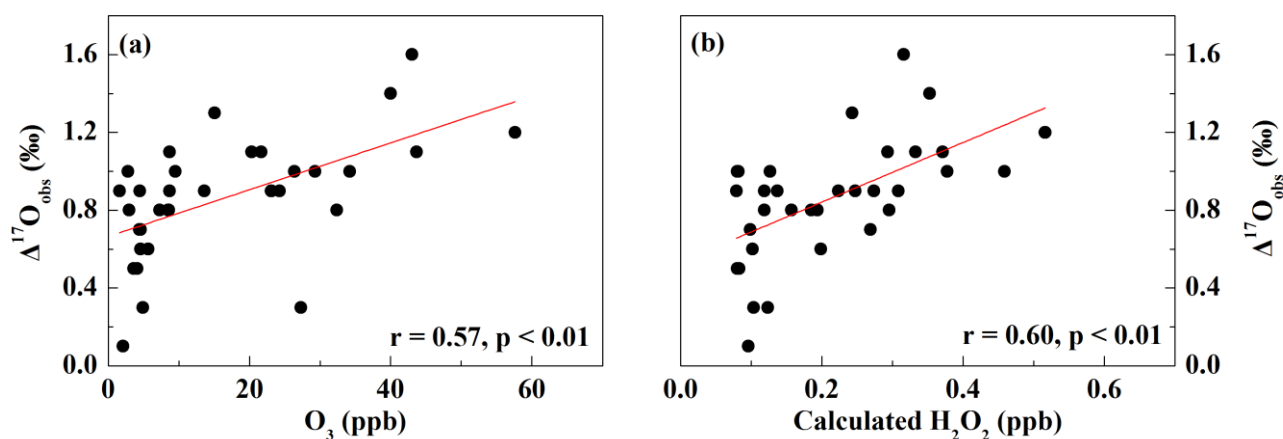 (a)
Δ¹⁷O_obs (‰)
1.6
1.2
0.8
0.4
0.0
r = 0.57, p < 0.01
0 20 40 60
O₃ (ppb)
(b)
1.6
1.2
0.8
0.4
0.0
Δ¹⁷O_obs (‰)
r = 0.60, p < 0.01
0.0 0.2 0.4 0.6
Calculated H₂O₂ (ppb)